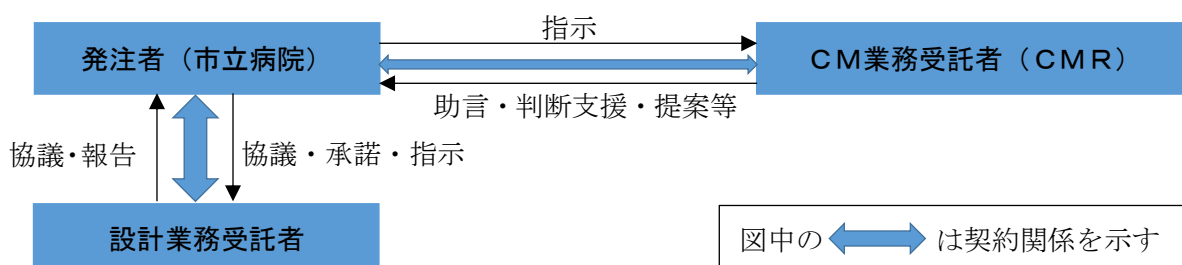 指示
発注者（市立病院）
ＣＭ業務受託者（ＣＭＲ）
助言・判断支援・提案等
協議・報告
協議・承諾・指示
設計業務受託者
図中の は契約関係を示す